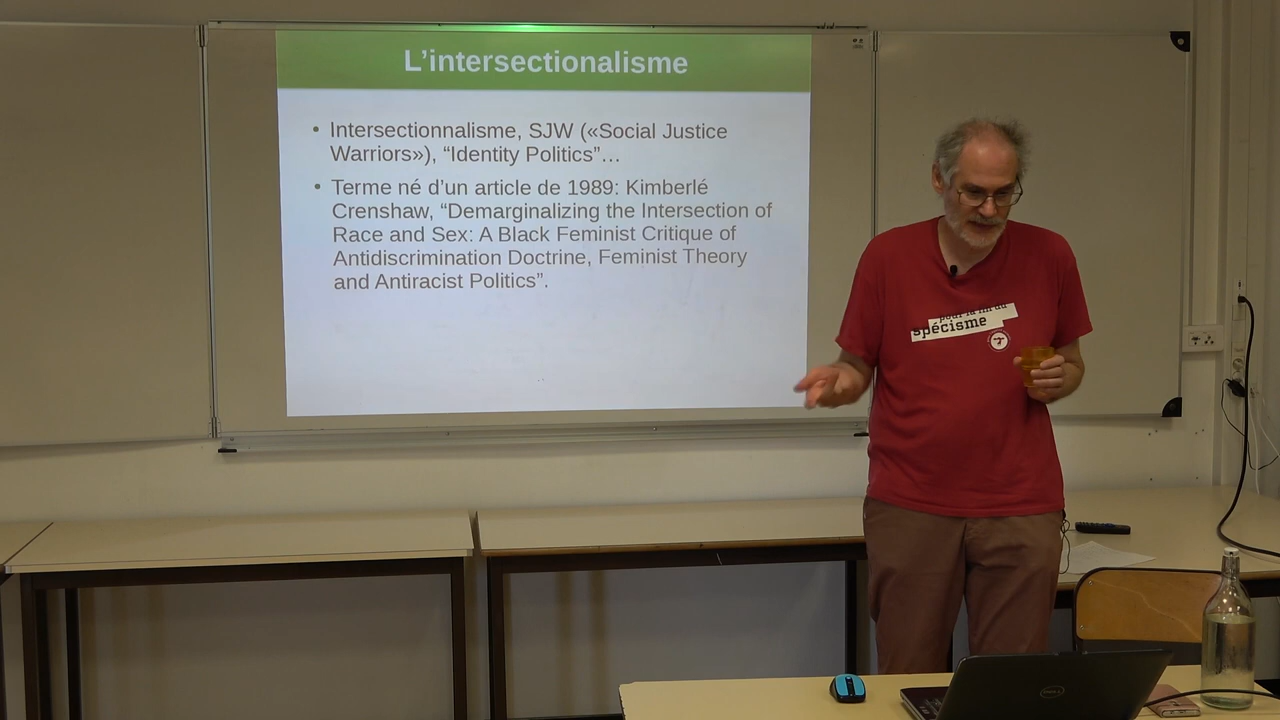 L'intersectionalisme
• Intersectionnalisme, SJW («Social Justice
Warriors»), “Identity Politics”…
• Terme né d'un article de 1989: Kimberlé
Crenshaw, “Demarginalizing the Intersection of
Race and Sex: A Black Feminist Critique of
Antidiscrimination Doctrine, Feminist Theory
and Antiracist Politics”.
pour la fin du
spécisme
DELL